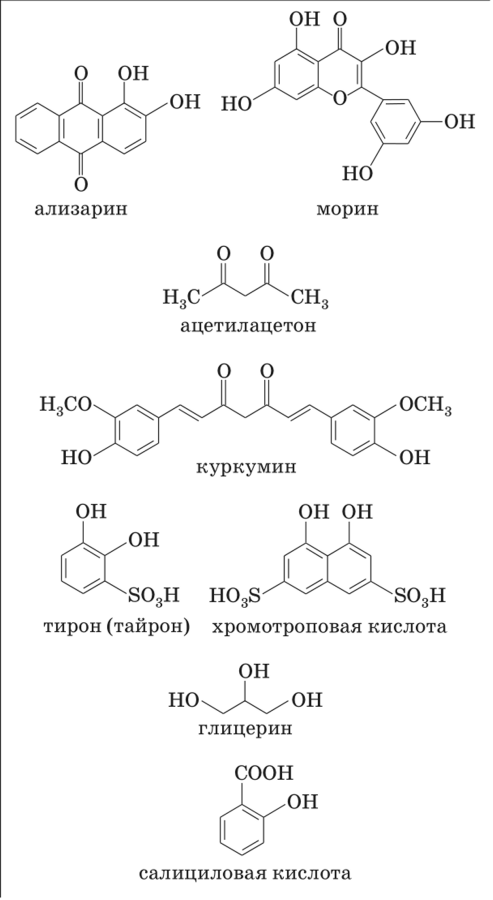 OH O
OH
HO
O
OH
HO
морин
O OH
OH
O
ализарин
O O
H₃C CH₃
ацетилацетон
O O
H₃CO OCH₃
HO OH
куркумин
OH
OH
SO₃H
тирон (тайрон)
OH OH
HO₃S SO₃H
хромотроповая кислота
OH
HO OH
глицерин
COOH
OH
салициловая кислота